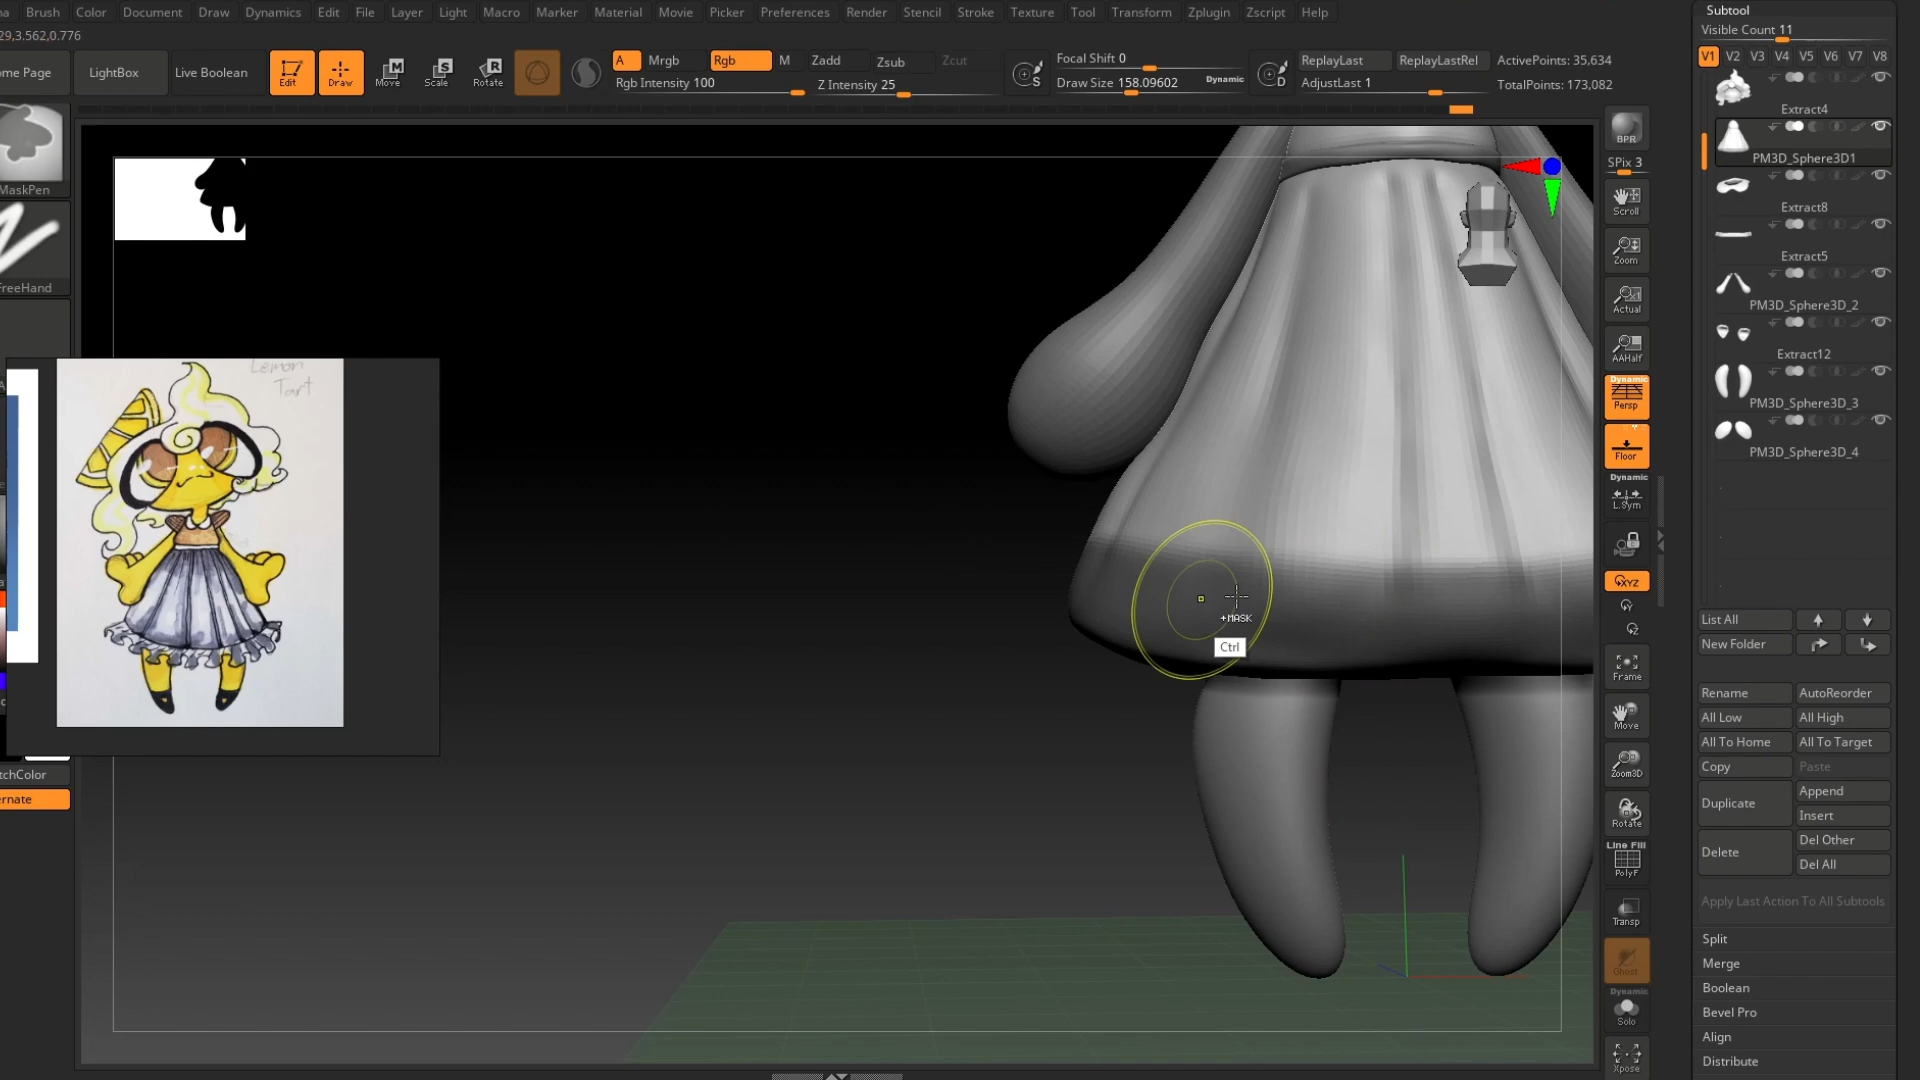 Brush Color Document Draw Dynamics Edit File Layer Light Macro Marker Material Movie Picker Preferences Render Stencil Stroke Texture Tool Transform Zplugin Zscript Help
29,3.562,0.776
me Page LightBox Live Boolean Edit Draw Move Scale Rotate
A Mrgb Rgb M Zadd Zsub Zcut
Rgb Intensity 100 Z Intensity 25
Focal Shift 0
Draw Size 158.09602 Dynamic
S D
ReplayLast ReplayLastRel
AdjustLast 1
ActivePoints: 35,634
TotalPoints: 173,082
MaskPen
FreeHand
Lemon
Tart
tchColor
ernate
+MASK
Ctrl
BPR
SPix 3
Scroll
Zoom
Actual
AAHalf
Dynamic
Persp
Floor
Dynamic
L.Sym
XYZ
Y
Z
Frame
Move
Zoom3D
Rotate
Line Fill
PolyF
Transp
Ghost
Dynamic
Solo
Xpose
Subtool
Visible Count 11
V1 V2 V3 V4 V5 V6 V7 V8
Extract4
PM3D_Sphere3D1
Extract8
Extract5
PM3D_Sphere3D_2
Extract12
PM3D_Sphere3D_3
PM3D_Sphere3D_4
List All
New Folder
Rename AutoReorder
All Low All High
All To Home All To Target
Copy Paste
Duplicate Append
Insert
Delete Del Other
Del All
Apply Last Action To All Subtools
Split
Merge
Boolean
Bevel Pro
Align
Distribute